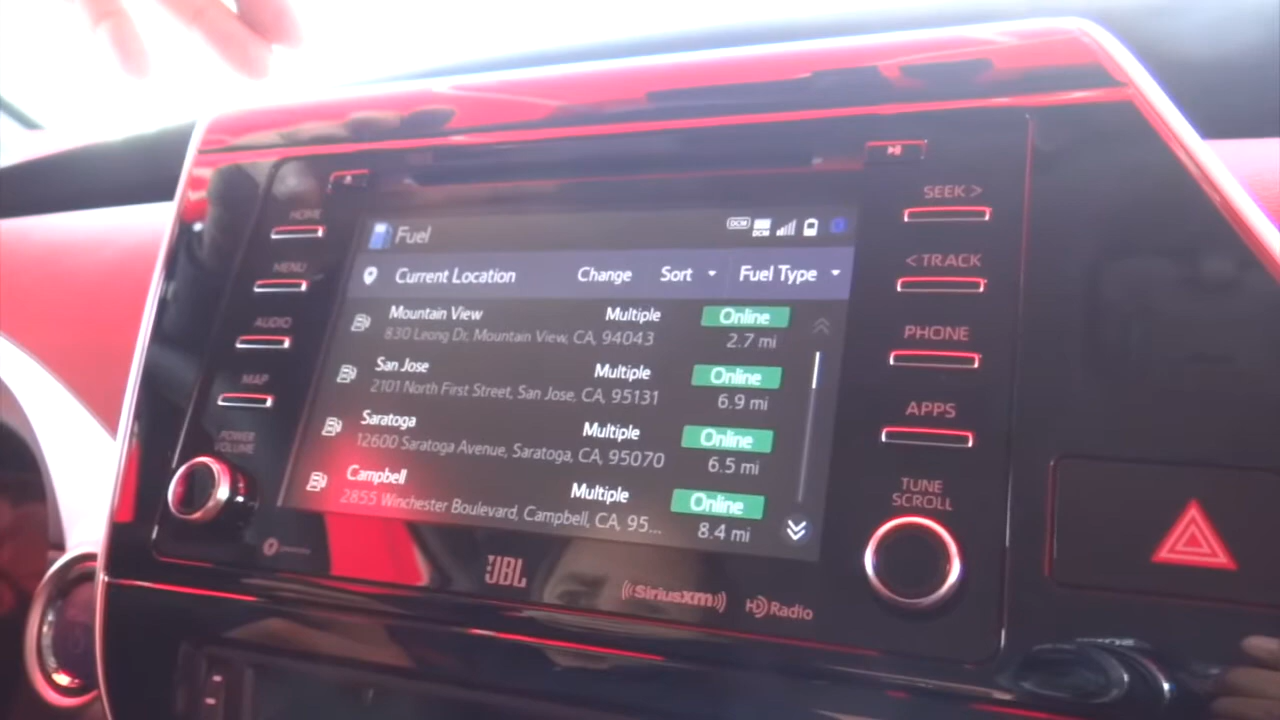 SEEK >
HOME
Fuel
DCM
DCM
< TRACK
MENU
Current Location Change Sort Fuel Type
Mountain View Multiple Online
830 Leong Dr, Mountain View, CA, 94043 2.7 mi
AUDIO
PHONE
San Jose Multiple Online
2101 North First Street, San Jose, CA, 95131 6.9 mi
MAP
APPS
Saratoga Multiple Online
12600 Saratoga Avenue, Saratoga, CA, 95070 6.5 mi
POWER
VOLUME
Campbell Multiple Online
2855 Winchester Boulevard, Campbell, CA, 95... 8.4 mi
TUNE
SCROLL
JBL
SiriusXM
HD Radio